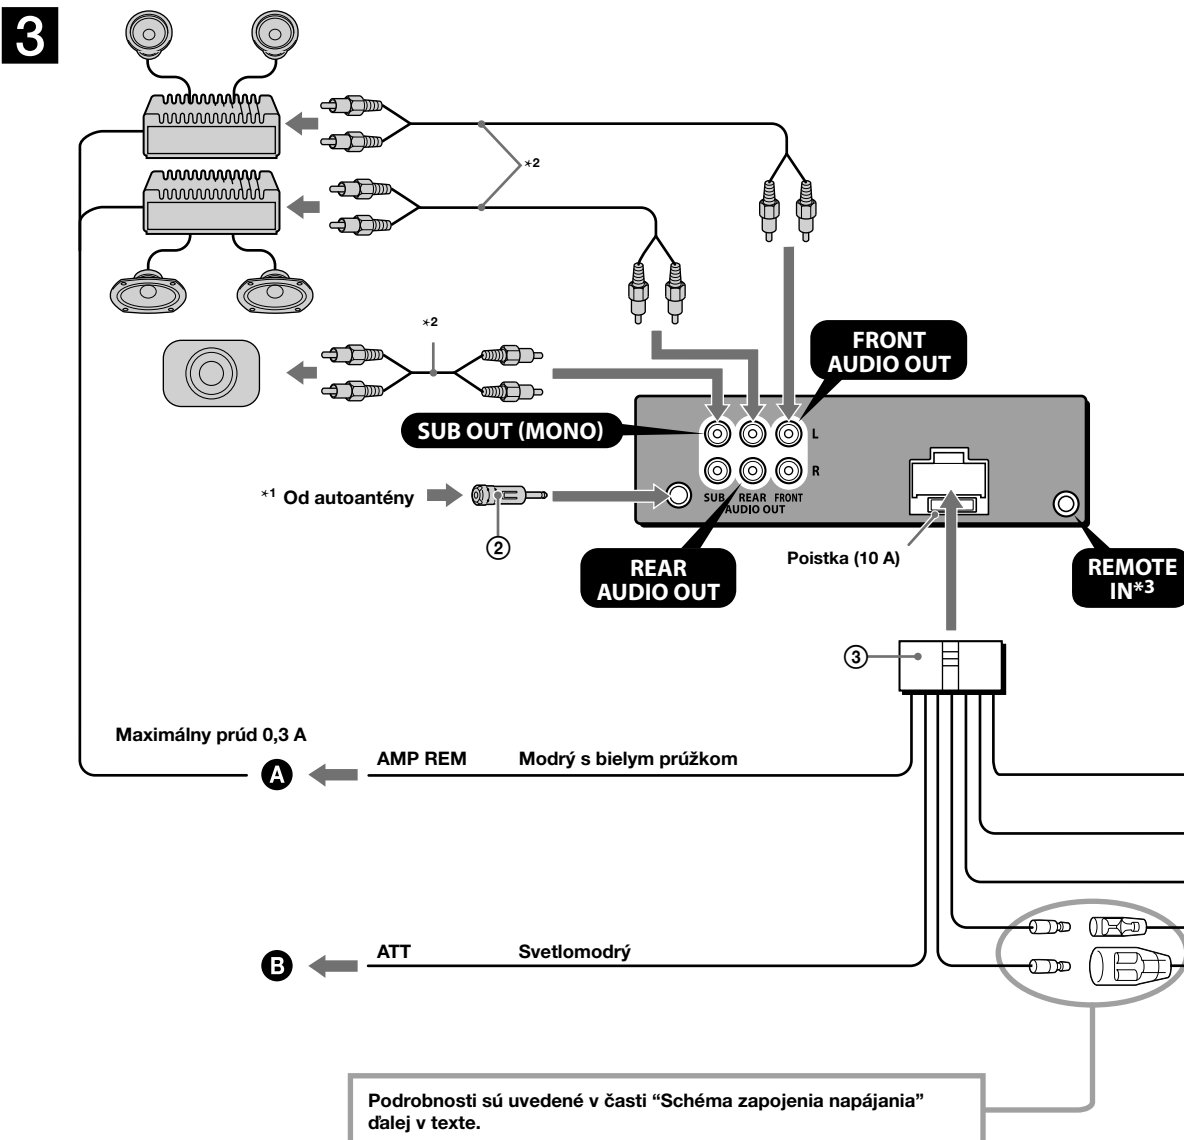 3
*2
*2
FRONT
AUDIO OUT
SUB OUT (MONO)
L
R
*1 Od autoantény
SUB REAR FRONT
AUDIO OUT
2
Poistka (10 A)
REAR
AUDIO OUT
REMOTE
IN*3
3
Maximálny prúd 0,3 A
A
AMP REM Modrý s bielym prúžkom
B
ATT Svetlomodrý
Podrobnosti sú uvedené v časti “Schéma zapojenia napájania”
ďalej v texte.